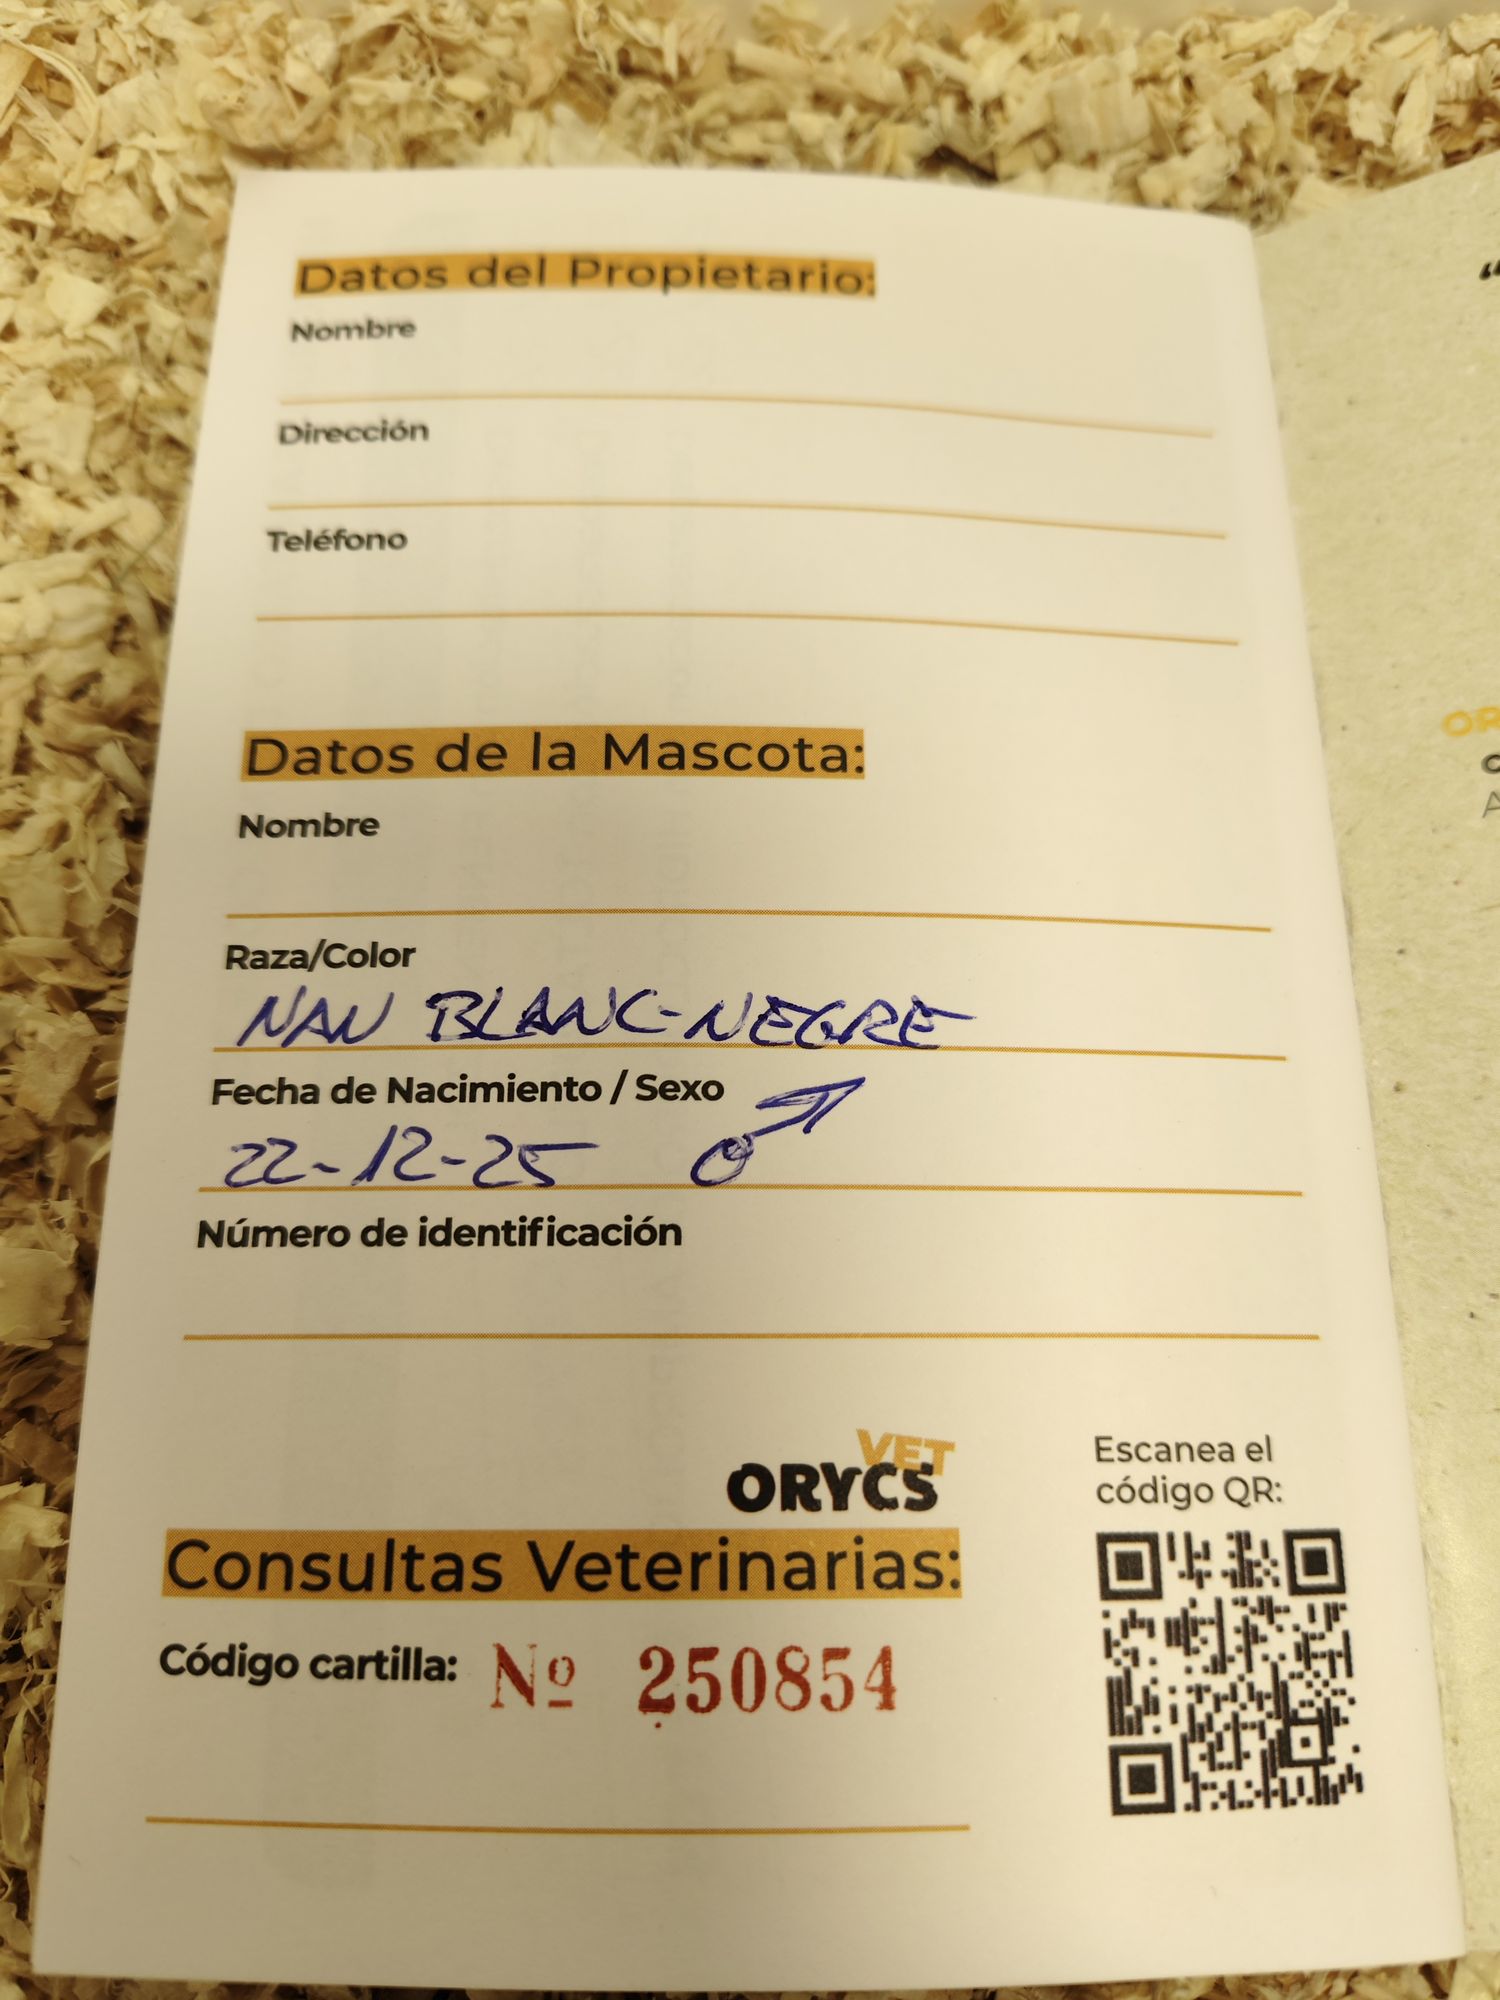 Datos del Propietario:
Nombre
Dirección
Teléfono
Datos de la Mascota:
Nombre
Raza/Color
NAN BLANC-NEGRE
Fecha de Nacimiento / Sexo
22-12-25 ♂
Número de identificación
ORYCS VET
Escanea el
código QR:
Consultas Veterinarias:
Código cartilla: Nº 250854